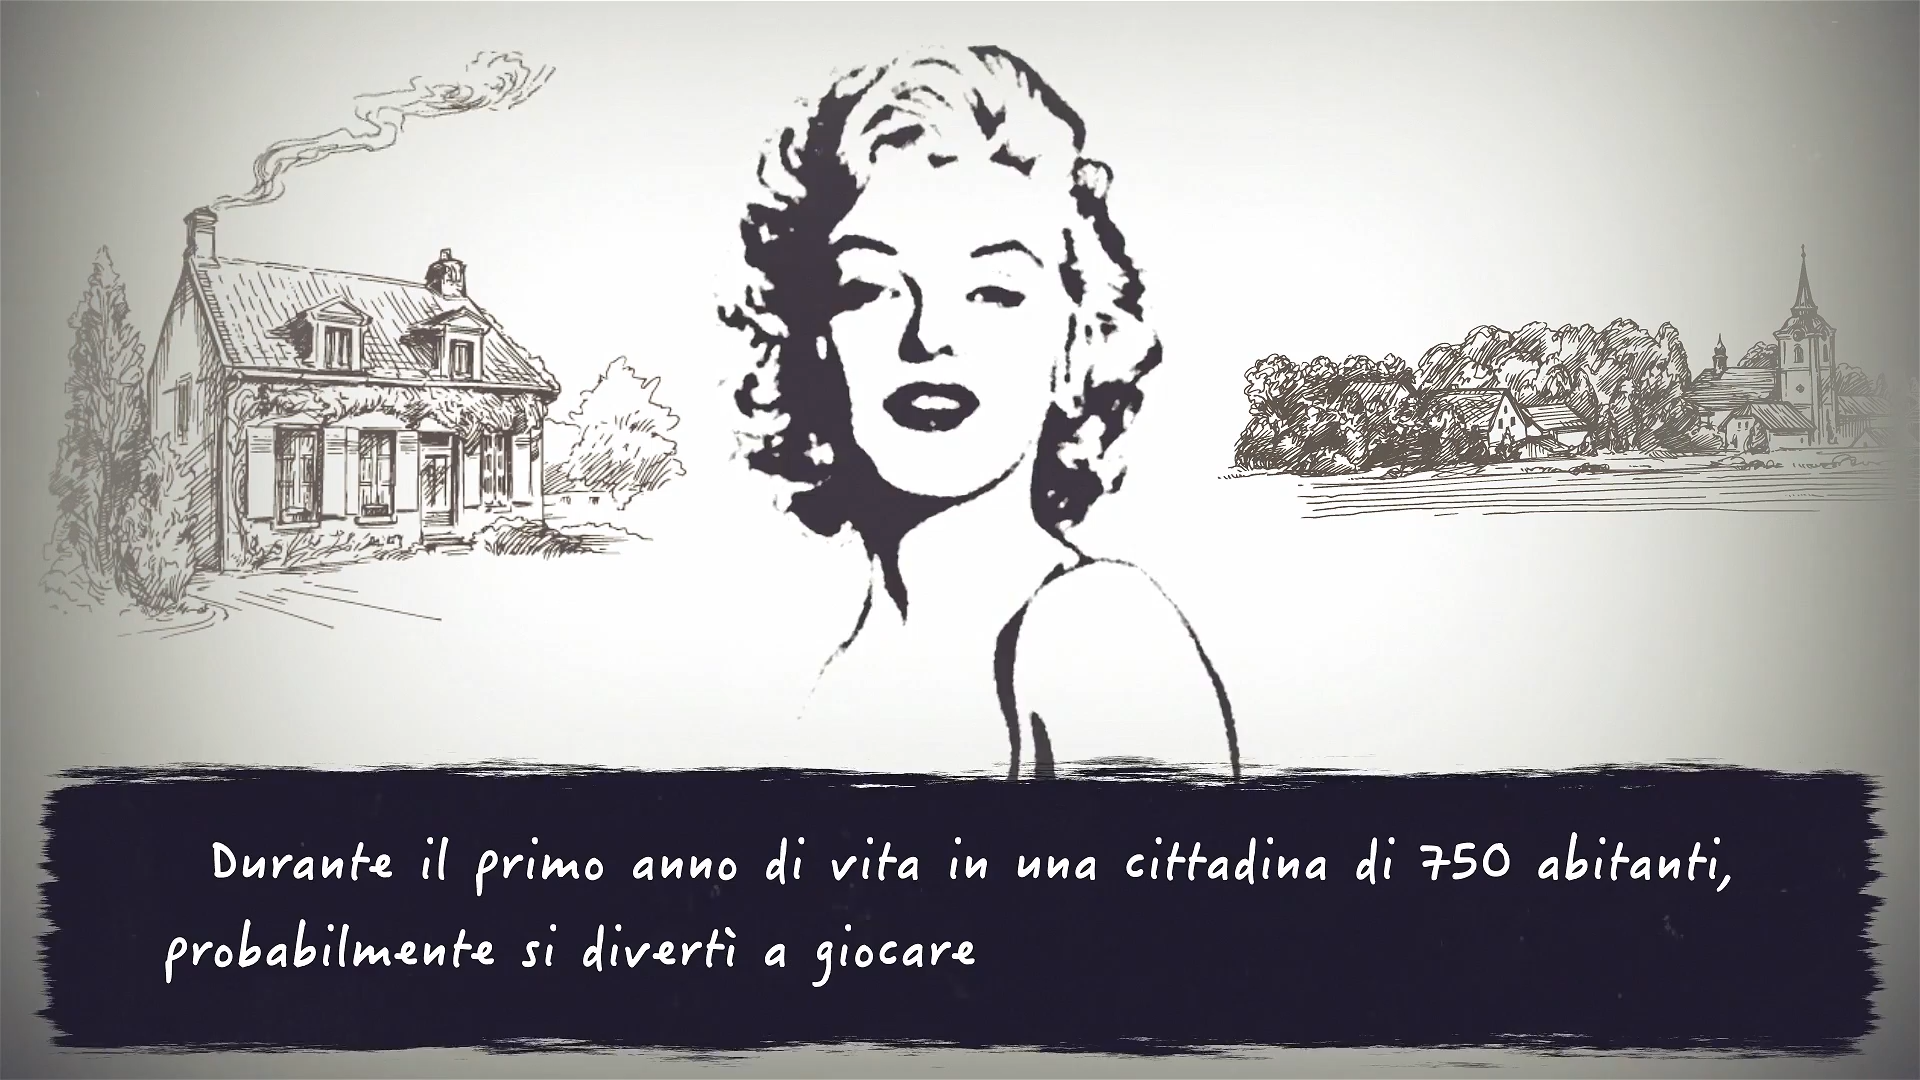 Durante il primo anno di vita in una cittadina di 750 abitanti,
probabilmente si divertì a giocare